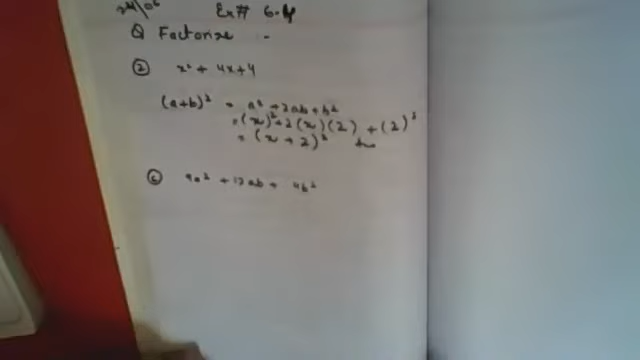 Ex# 6.4
Q Factorise -
② x² + 4x + 4
(a+b)² = a² + 2ab + b²
= (x)² + 2(x)(2) + (2)²
= (x + 2)²
9a² + 12ab + 4b²